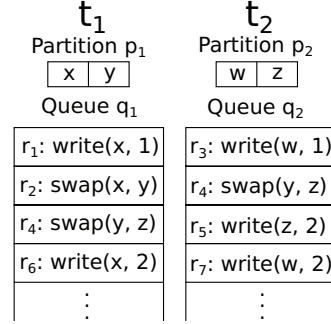 t₁
Partition p₁
x y
Queue q₁
r₁: write(x, 1)
r₂: swap(x, y)
r₄: swap(y, z)
r₆: write(x, 2)
⋮
t₂
Partition p₂
w z
Queue q₂
r₃: write(w, 1)
r₄: swap(y, z)
r₅: write(z, 2)
r₇: write(w, 2)
⋮